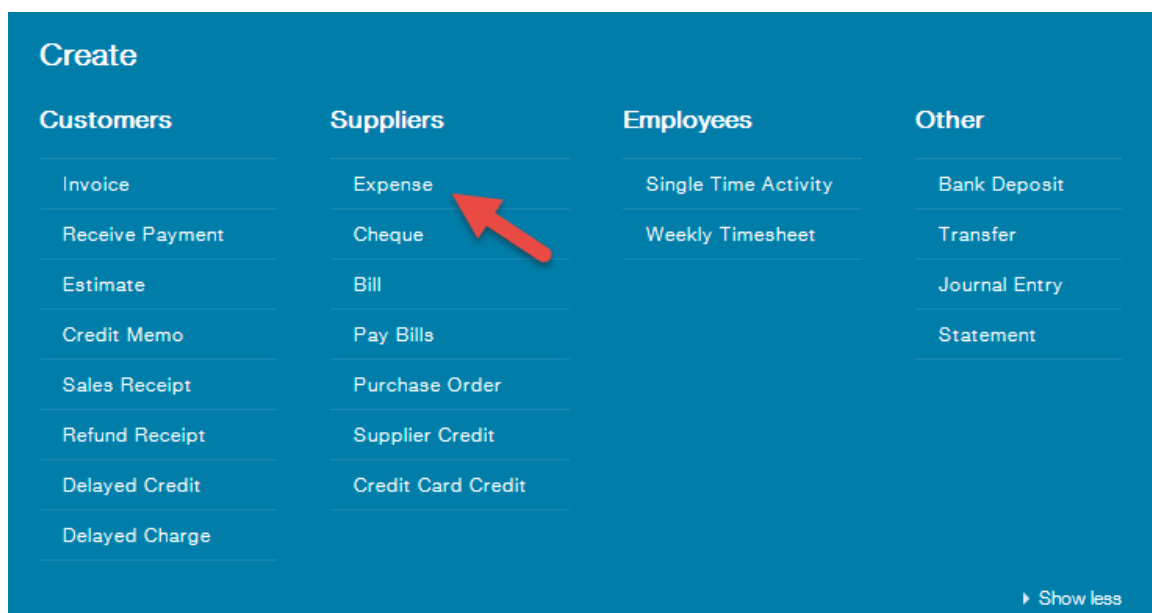 Create
Customers
Invoice
Receive Payment
Estimate
Credit Memo
Sales Receipt
Refund Receipt
Delayed Credit
Delayed Charge
Suppliers
Expense
Cheque
Bill
Pay Bills
Purchase Order
Supplier Credit
Credit Card Credit
Employees
Single Time Activity
Weekly Timesheet
Other
Bank Deposit
Transfer
Journal Entry
Statement
Show less